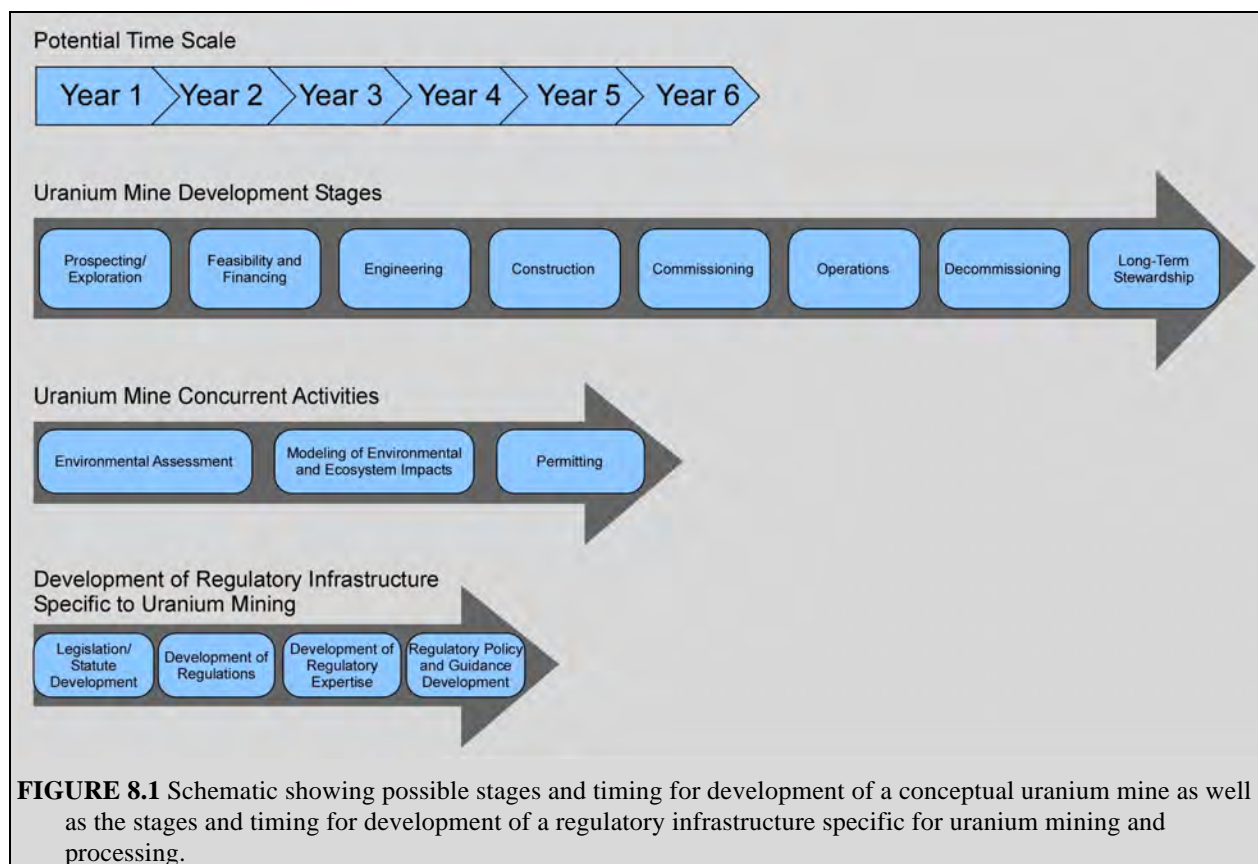 Potential Time Scale
Year 1
Year 2
Year 3
Year 4
Year 5
Year 6
Uranium Mine Development Stages
Prospecting/
Exploration
Feasibility and
Financing
Engineering
Construction
Commissioning
Operations
Decommissioning
Long-Term
Stewardship
Uranium Mine Concurrent Activities
Environmental Assessment
Modeling of Environmental
and Ecosystem Impacts
Permitting
Development of Regulatory Infrastructure
Specific to Uranium Mining
Legislation/
Statute
Development
Development of
Regulations
Development of
Regulatory
Expertise
Regulatory Policy
and Guidance
Development
FIGURE 8.1 Schematic showing possible stages and timing for development of a conceptual uranium mine as well
as the stages and timing for development of a regulatory infrastructure specific for uranium mining and
processing.